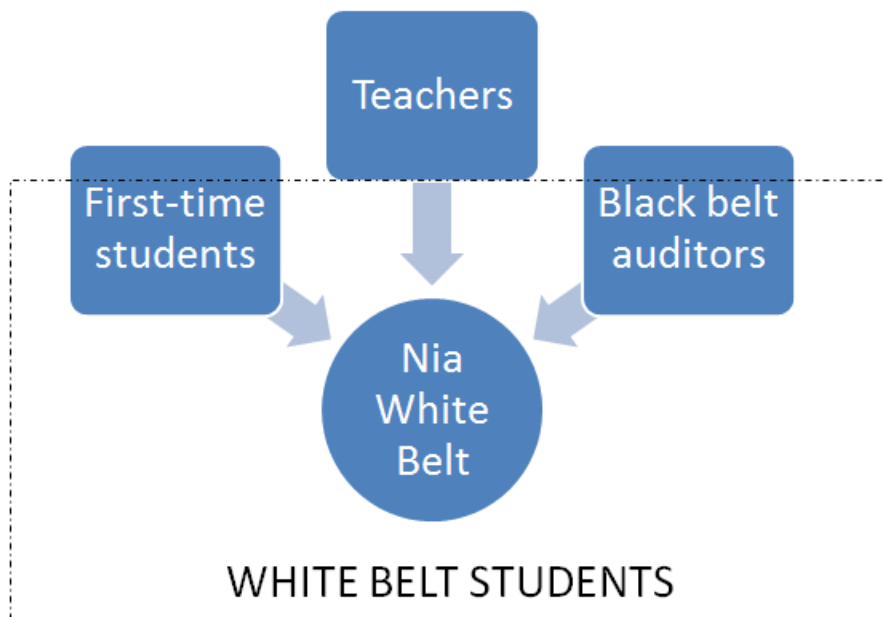 Teachers
First-time
students
Black belt
auditors
Nia
White
Belt
WHITE BELT STUDENTS